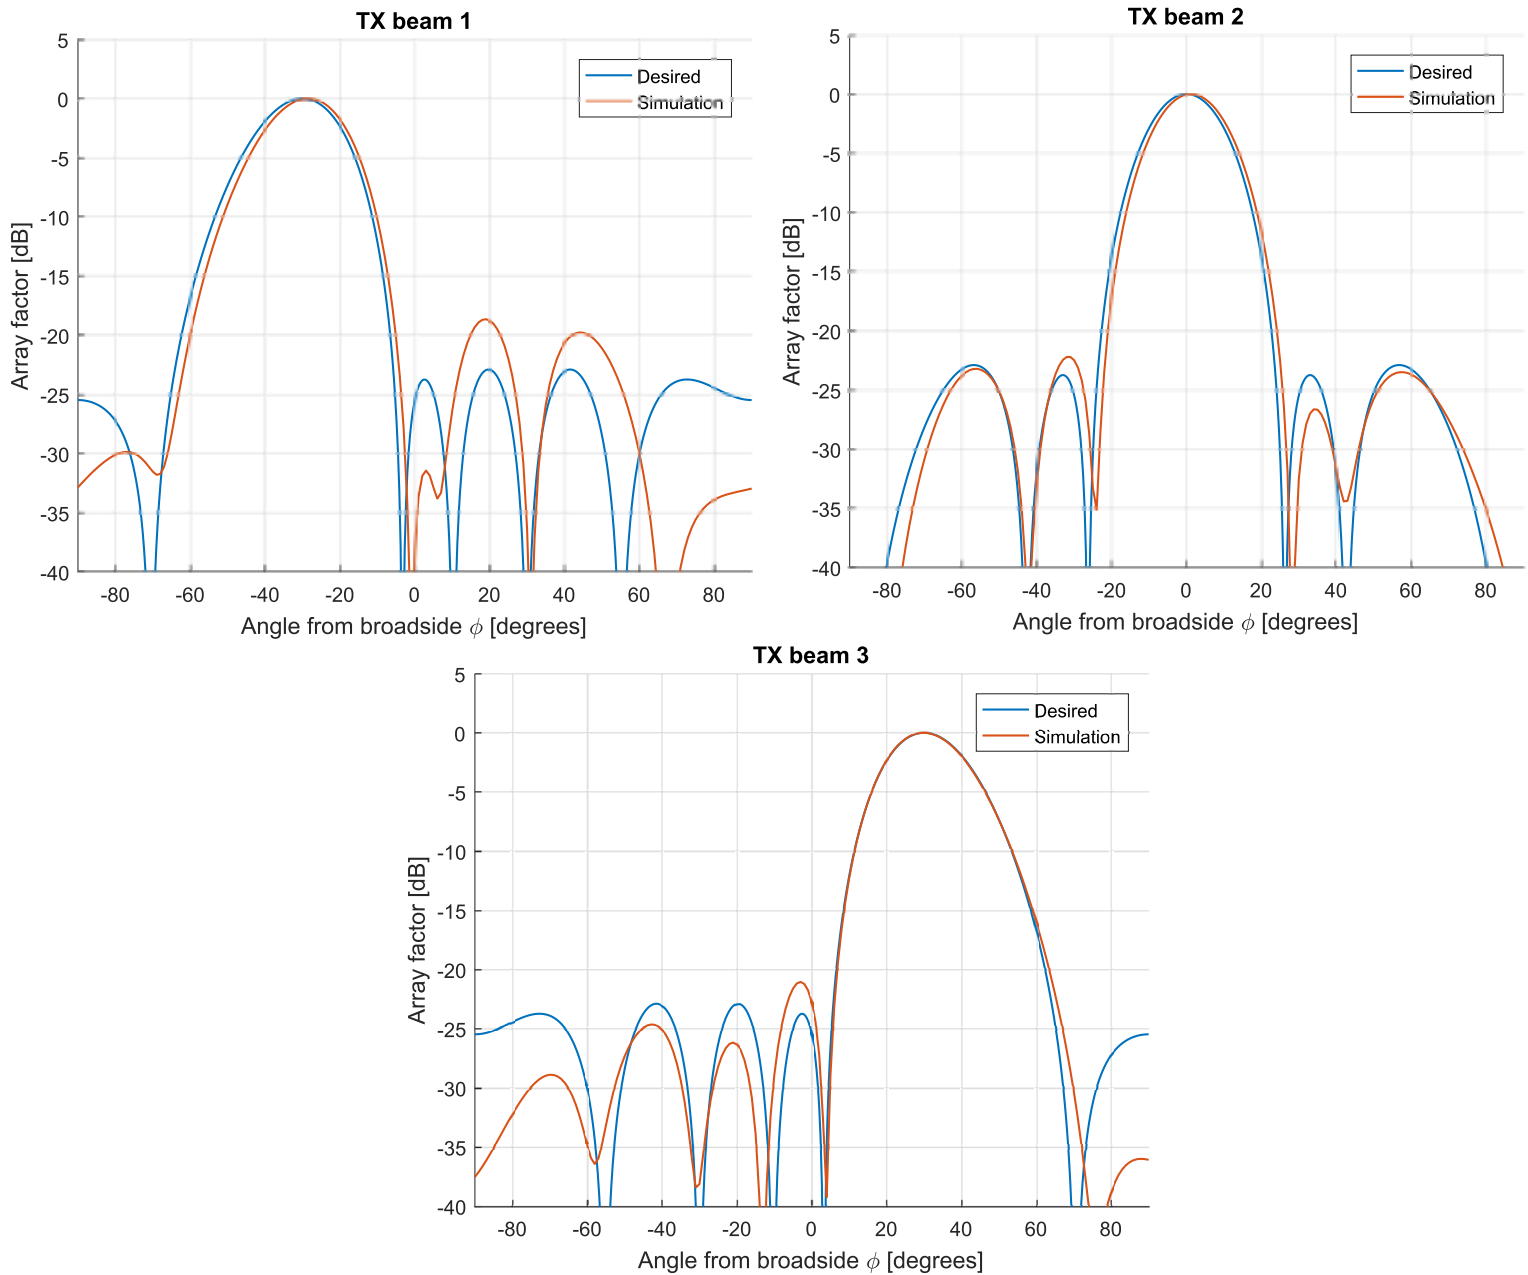 TX beam 1
5
0
-5
-10
-15
-20
-25
-30
-35
-40
Array factor [dB]
Desired
Simulation
-80 -60 -40 -20 0 20 40 60 80
Angle from broadside ϕ [degrees]
TX beam 2
5
0
-5
-10
-15
-20
-25
-30
-35
-40
Array factor [dB]
Desired
Simulation
-80 -60 -40 -20 0 20 40 60 80
Angle from broadside ϕ [degrees]
TX beam 3
5
0
-5
-10
-15
-20
-25
-30
-35
-40
Array factor [dB]
Desired
Simulation
-80 -60 -40 -20 0 20 40 60 80
Angle from broadside ϕ [degrees]